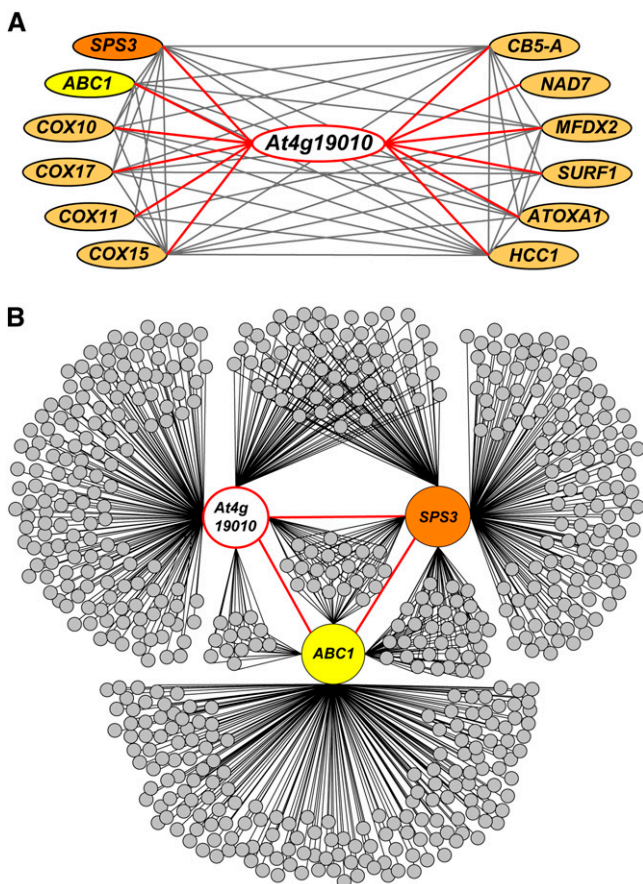 A
SPS3
CB5-A
ABC1
NAD7
COX10
MFDX2
At4g19010
COX17
SURF1
COX11
ATOXA1
COX15
HCC1
B
At4g
19010
SPS3
ABC1